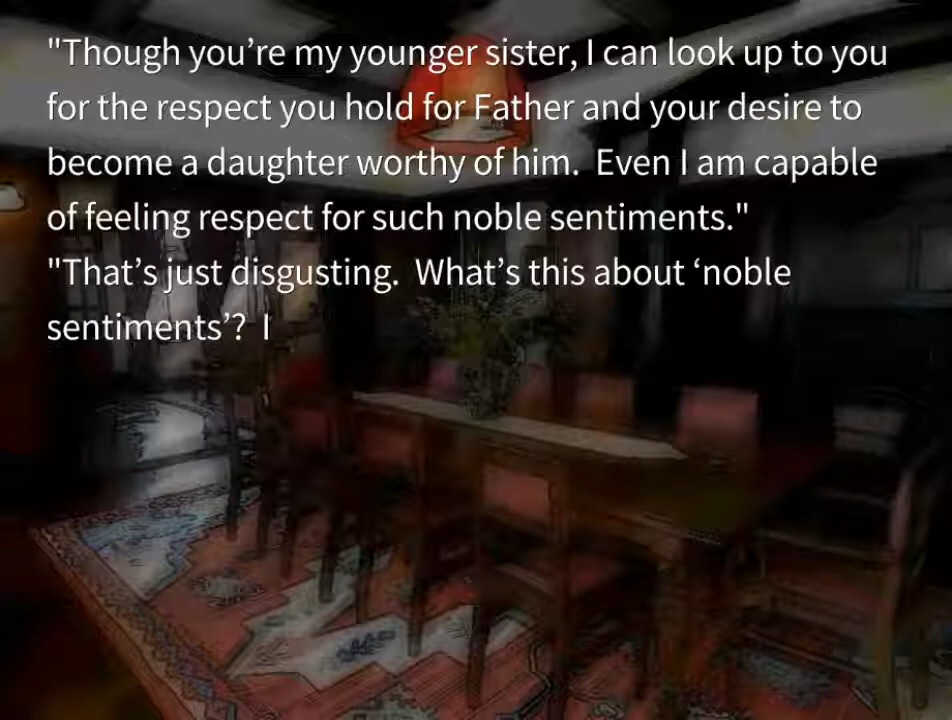 "Though you’re my younger sister, I can look up to you
for the respect you hold for Father and your desire to
become a daughter worthy of him.  Even I am capable
of feeling respect for such noble sentiments."
"That’s just disgusting.  What’s this about ‘noble
sentiments’?  I